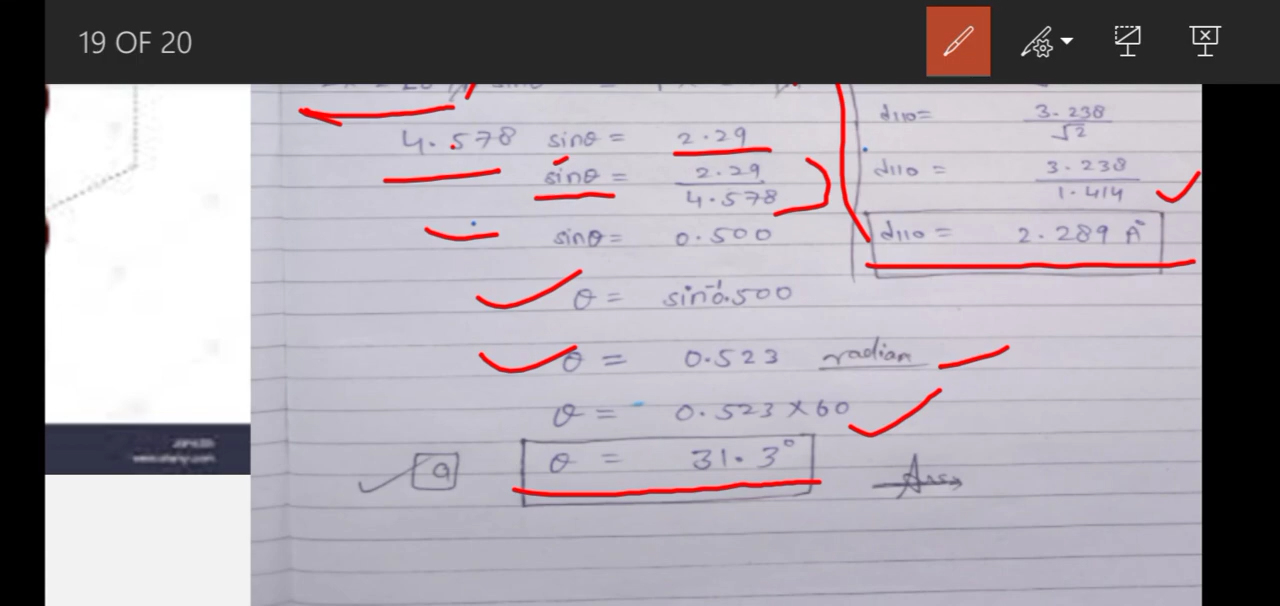 19 OF 20
4.578 sinθ = 2.29
sinθ = 2.29 / 4.578
sinθ = 0.500
θ = sin⁻¹0.500
θ = 0.523 radian
θ = 0.523 × 60
a θ = 31.3° Ans
d110 = 3.238 / √2
d110 = 3.238 / 1.414
d110 = 2.289 A°